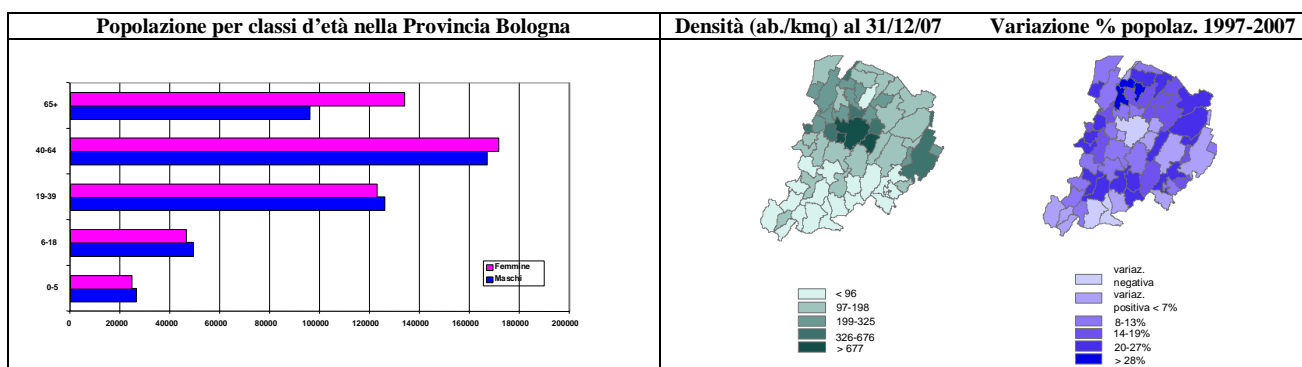 Popolazione per classi d'età nella Provincia Bologna
65+
40-64
19-39
6-18
0-5
Femmine
Maschi
0 20000 40000 60000 80000 100000 120000 140000 160000 180000 200000
Densità (ab./kmq) al 31/12/07 Variazione % popolaz. 1997-2007
< 96
97-198
199-325
326-676
> 677
variaz.
negativa
variaz.
positiva < 7%
8-13%
14-19%
20-27%
> 28%